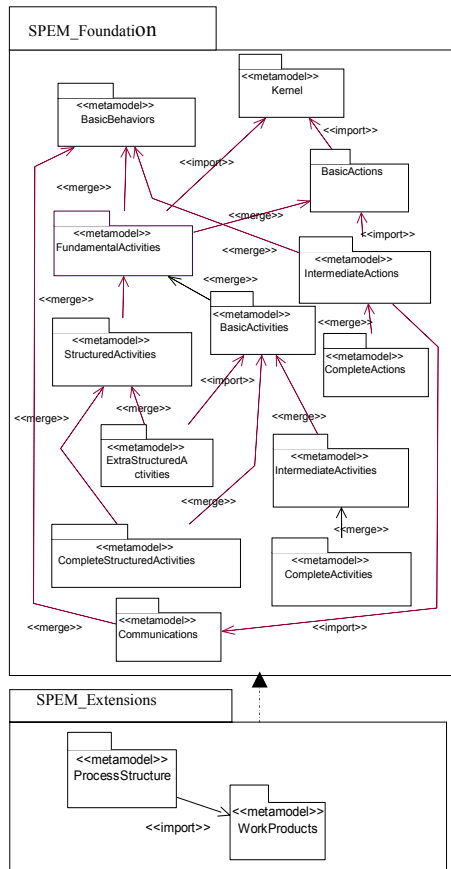 SPEM_Foundation
<<metamodel>>
BasicBehaviors
<<metamodel>>
Kernel
<<import>>
<<import>>
BasicActions
<<merge>>
<<metamodel>>
FundamentalActivities
<<merge>>
<<merge>>
<<import>>
<<metamodel>>
IntermediateActions
<<merge>>
<<merge>>
<<metamodel>>
StructuredActivities
<<metamodel>>
BasicActivities
<<merge>>
<<metamodel>>
CompleteActions
<<import>>
<<merge>>
<<merge>>
<<merge>>
<<metamodel>>
ExtraStructuredA
ctivities
<<metamodel>>
IntermediateActivities
<<merge>>
<<merge>>
<<metamodel>>
CompleteStructuredActivities
<<metamodel>>
CompleteActivities
<<merge>>
<<metamodel>>
Communications
<<import>>
SPEM_Extensions
<<metamodel>>
ProcessStructure
<<import>>
<<metamodel>>
WorkProducts